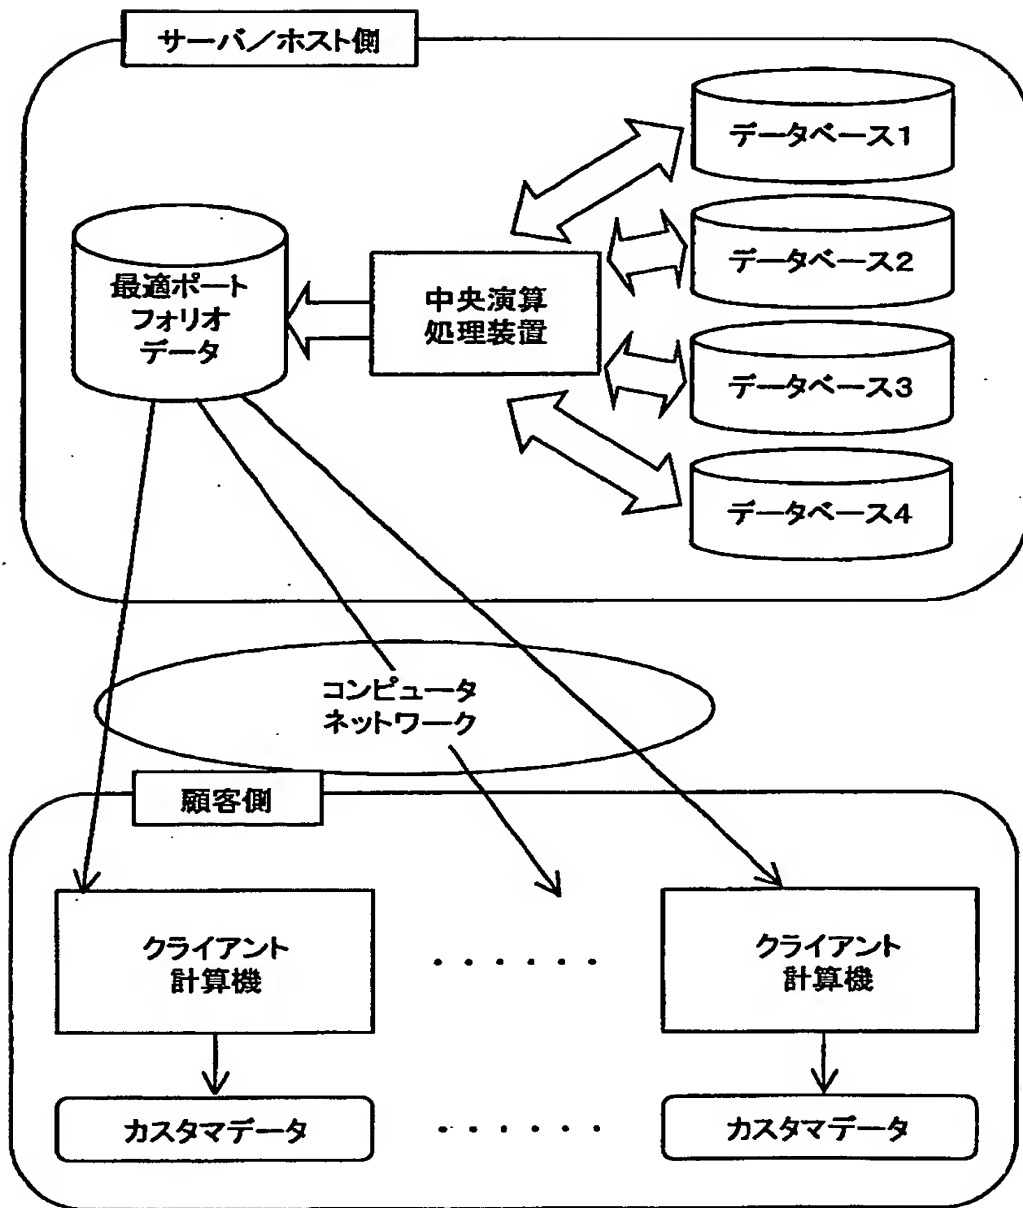 サーバ/ホスト側
データベース1
データベース2
データベース3
データベース4
最適ポート
フォリオ
データ
中央演算
処理装置
コンピュータ
ネットワーク
顧客側
クライアント
計算機
・・・・・・
クライアント
計算機
カスタマデータ
・・・・・・
カスタマデータ